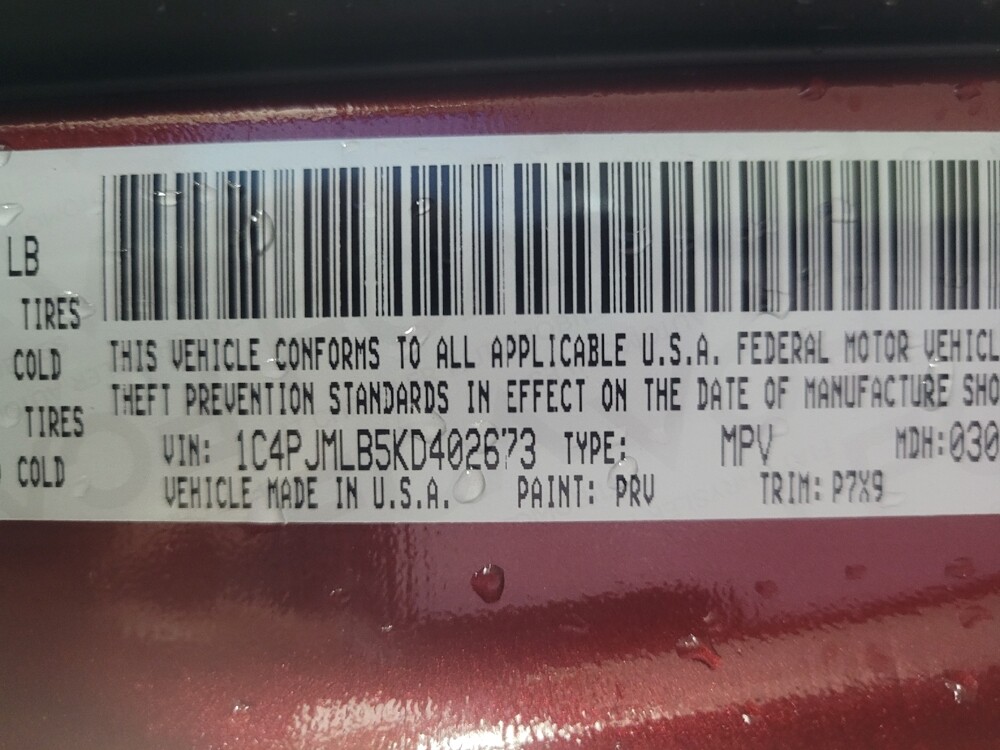 LB
TIRES
COLD
TIRES
COLD
THIS VEHICLE CONFORMS TO ALL APPLICABLE U.S.A. FEDERAL MOTOR VEHICL
THEFT PREVENTION STANDARDS IN EFFECT ON THE DATE OF MANUFACTURE SHO
VIN: 1C4PJMLB5KD402673 TYPE: MPV MDH:030
VEHICLE MADE IN U.S.A. PAINT: PRV TRIM: P7X9